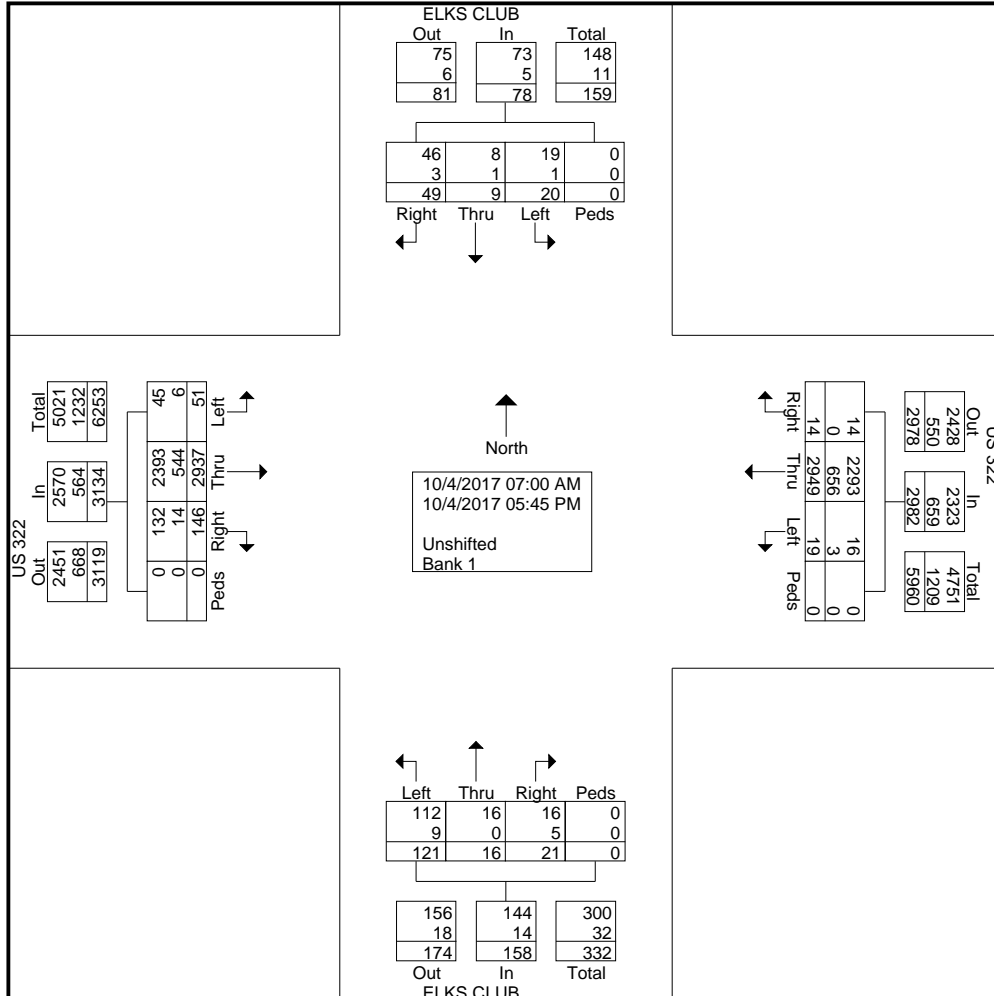 ELKS CLUB
Out In Total
75 73 148
6 5 11
81 78 159
46 8 19 0
3 1 1 0
49 9 20 0
Right Thru Left Peds
US 322
Out In Total
2428 2323 4751
550 659 1209
2978 2982 5960
14 2293 16 0
0 656 3 0
14 2949 19 0
Right Thru Left Peds
North
10/4/2017 07:00 AM
10/4/2017 05:45 PM
Unshifted
Bank 1
Left Thru Right Peds
51 2937 146 0
6 544 14 0
45 2393 132 0
Total In Out
5021 2570 2451
1232 564 668
6253 3134 3119
US 322
Left Thru Right Peds
112 16 16 0
9 0 5 0
121 16 21 0
156 144 300
18 14 32
174 158 332
Out In Total
ELKS CLUB